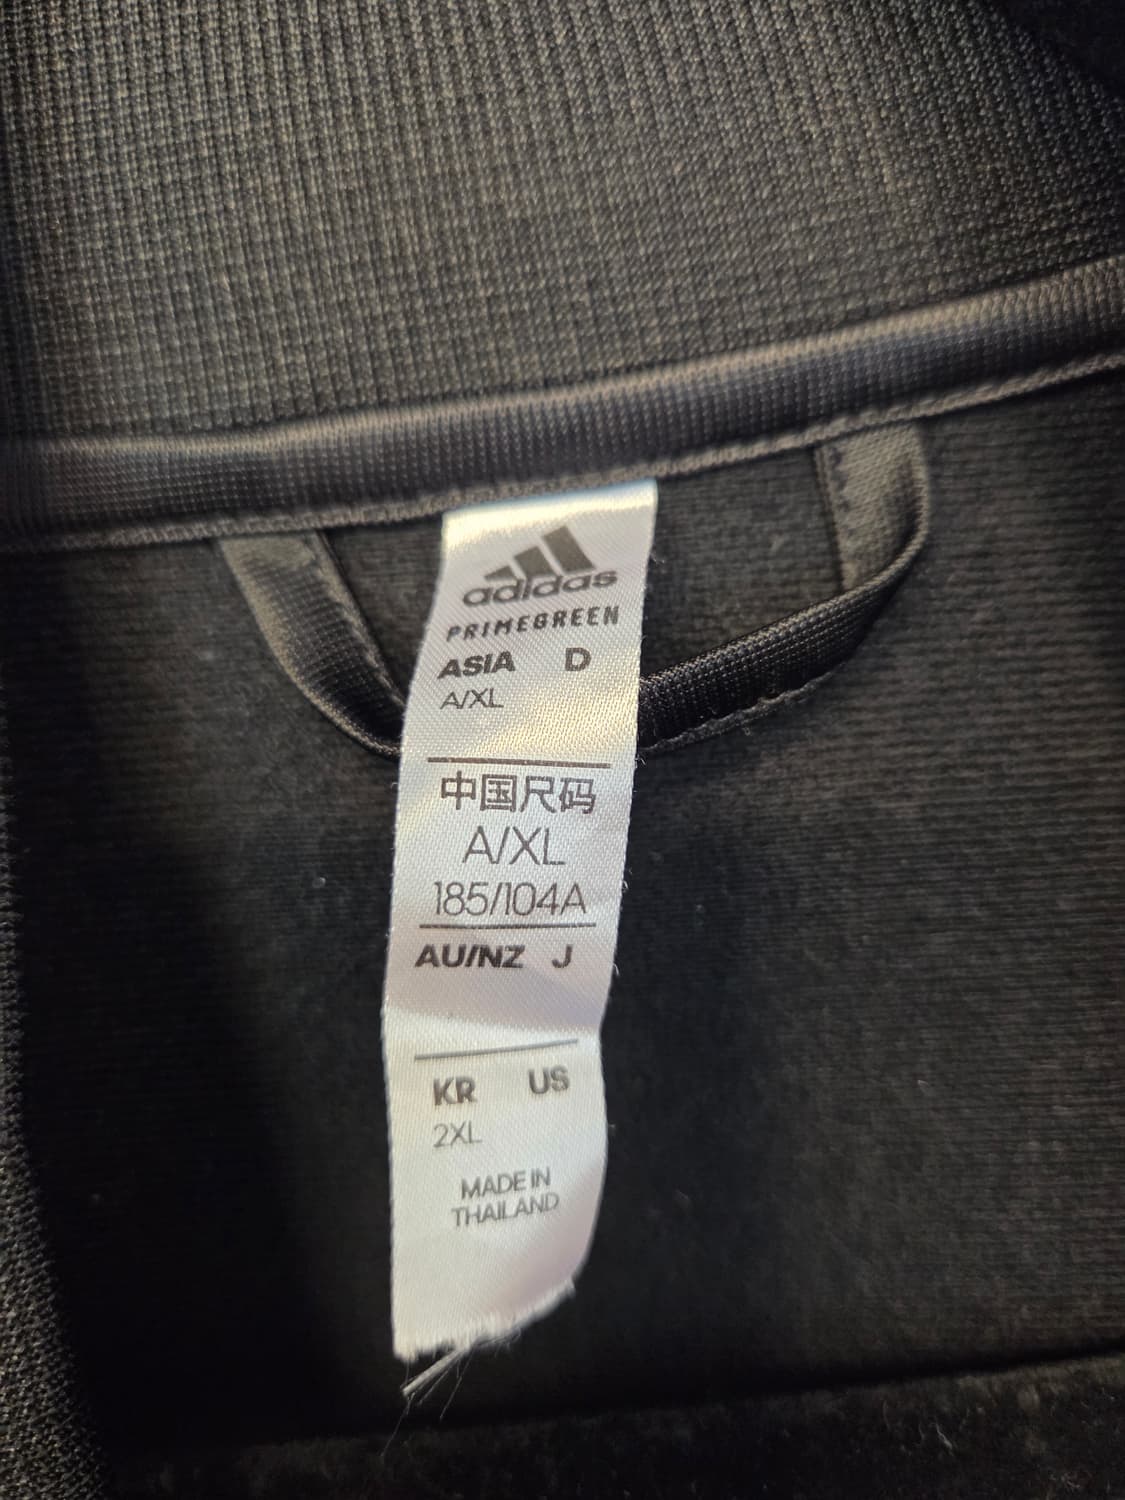 adidas
PRIMEGREEN
ASIA D
A/XL
中国尺码
A/XL
185/104A
AU/NZ J
KR US
2XL
MADE IN
THAILAND